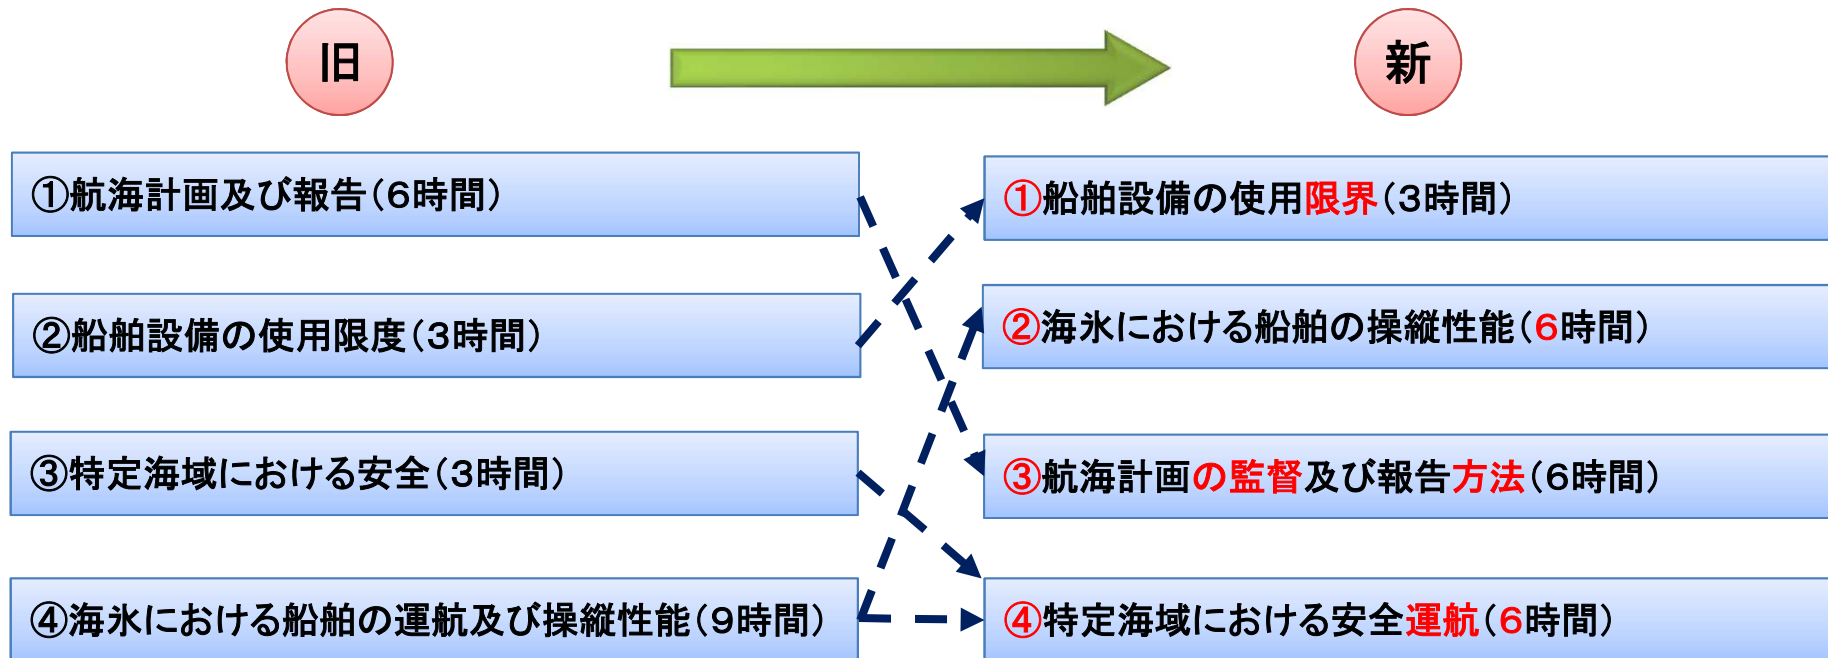 旧
新
①航海計画及び報告（6時間）
②船舶設備の使用限度（3時間）
③特定海域における安全（3時間）
④海氷における船舶の運航及び操縦性能（9時間）
①船舶設備の使用限界（3時間）
②海氷における船舶の操縦性能（6時間）
③航海計画の監督及び報告方法（6時間）
④特定海域における安全運航（6時間）